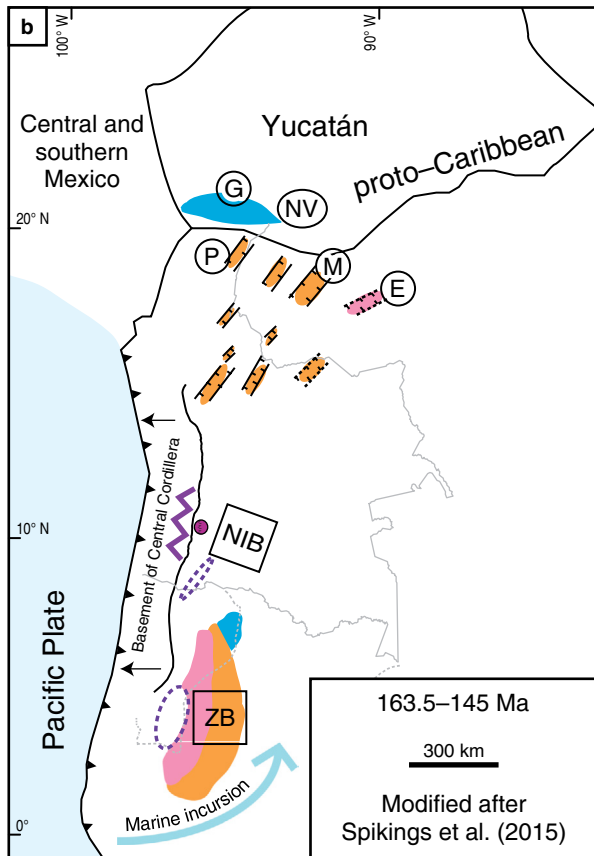 b
100° W
90° W
Central and
southern
Mexico
Yucatán
proto–Caribbean
G
NV
20° N
P
M
E
Basement of Central Cordillera
10° N
NIB
Pacific Plate
ZB
163.5–145 Ma
300 km
Modified after
Spikings et al. (2015)
Marine incursion
0°